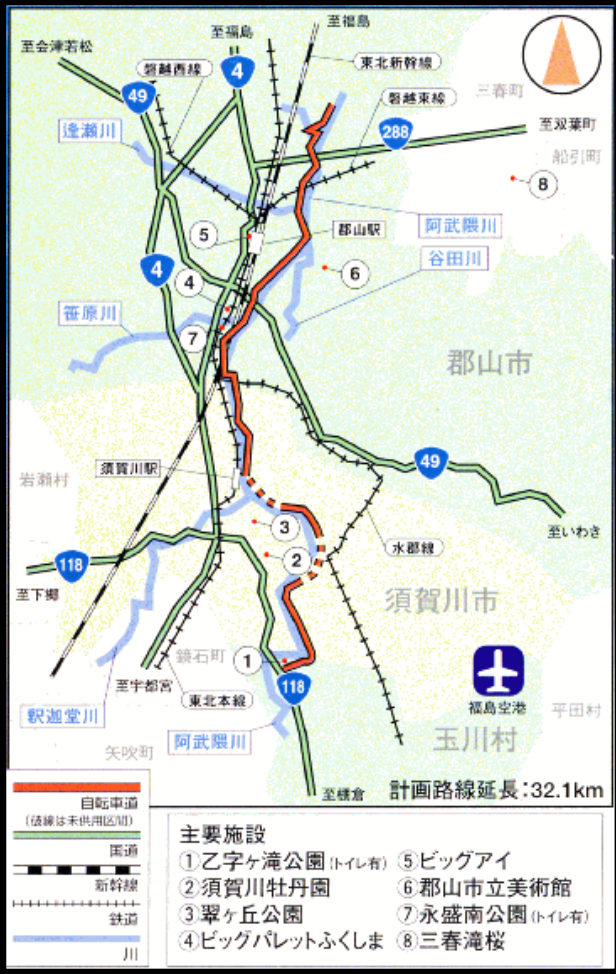 至福島
至福島
至会津若松
磐越西線
4
東北新幹線
49
磐越東線
三春町
逢瀬川
288
至双葉町
船引町
8
阿武隈川
5
郡山駅
谷田川
4
6
4
笹原川
7
郡山市
須賀川駅
49
岩瀬村
3
至いわき
118
水郡線
2
至下郷
須賀川市
鏡石町
1
至宇都宮
118
東北本線
福島空港
釈迦堂川
平田村
阿武隈川
玉川村
矢吹町
至棚倉
計画路線延長:32.1km
自転車道
(破線は未供用区間)
国道
新幹線
鉄道
川
主要施設
①乙字ヶ滝公園(トイレ有)
②須賀川牡丹園
③翠ヶ丘公園
④ビッグパレットふくしま
⑤ビッグアイ
⑥郡山市立美術館
⑦永盛南公園(トイレ有)
⑧三春滝桜